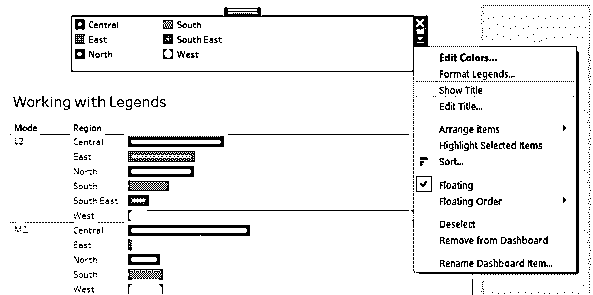 Central South
East South East
North West
Edit Colors...
Format Legends...
Show Title
Edit Title...
Arrange Items
Highlight Selected Items
Sort...
Floating
Floating Order
Deselect
Remove from Dashboard
Rename Dashboard Item...
Working with Legends
Mode Region
Central
East
North
South
South East
West
Central
East
North
South
West